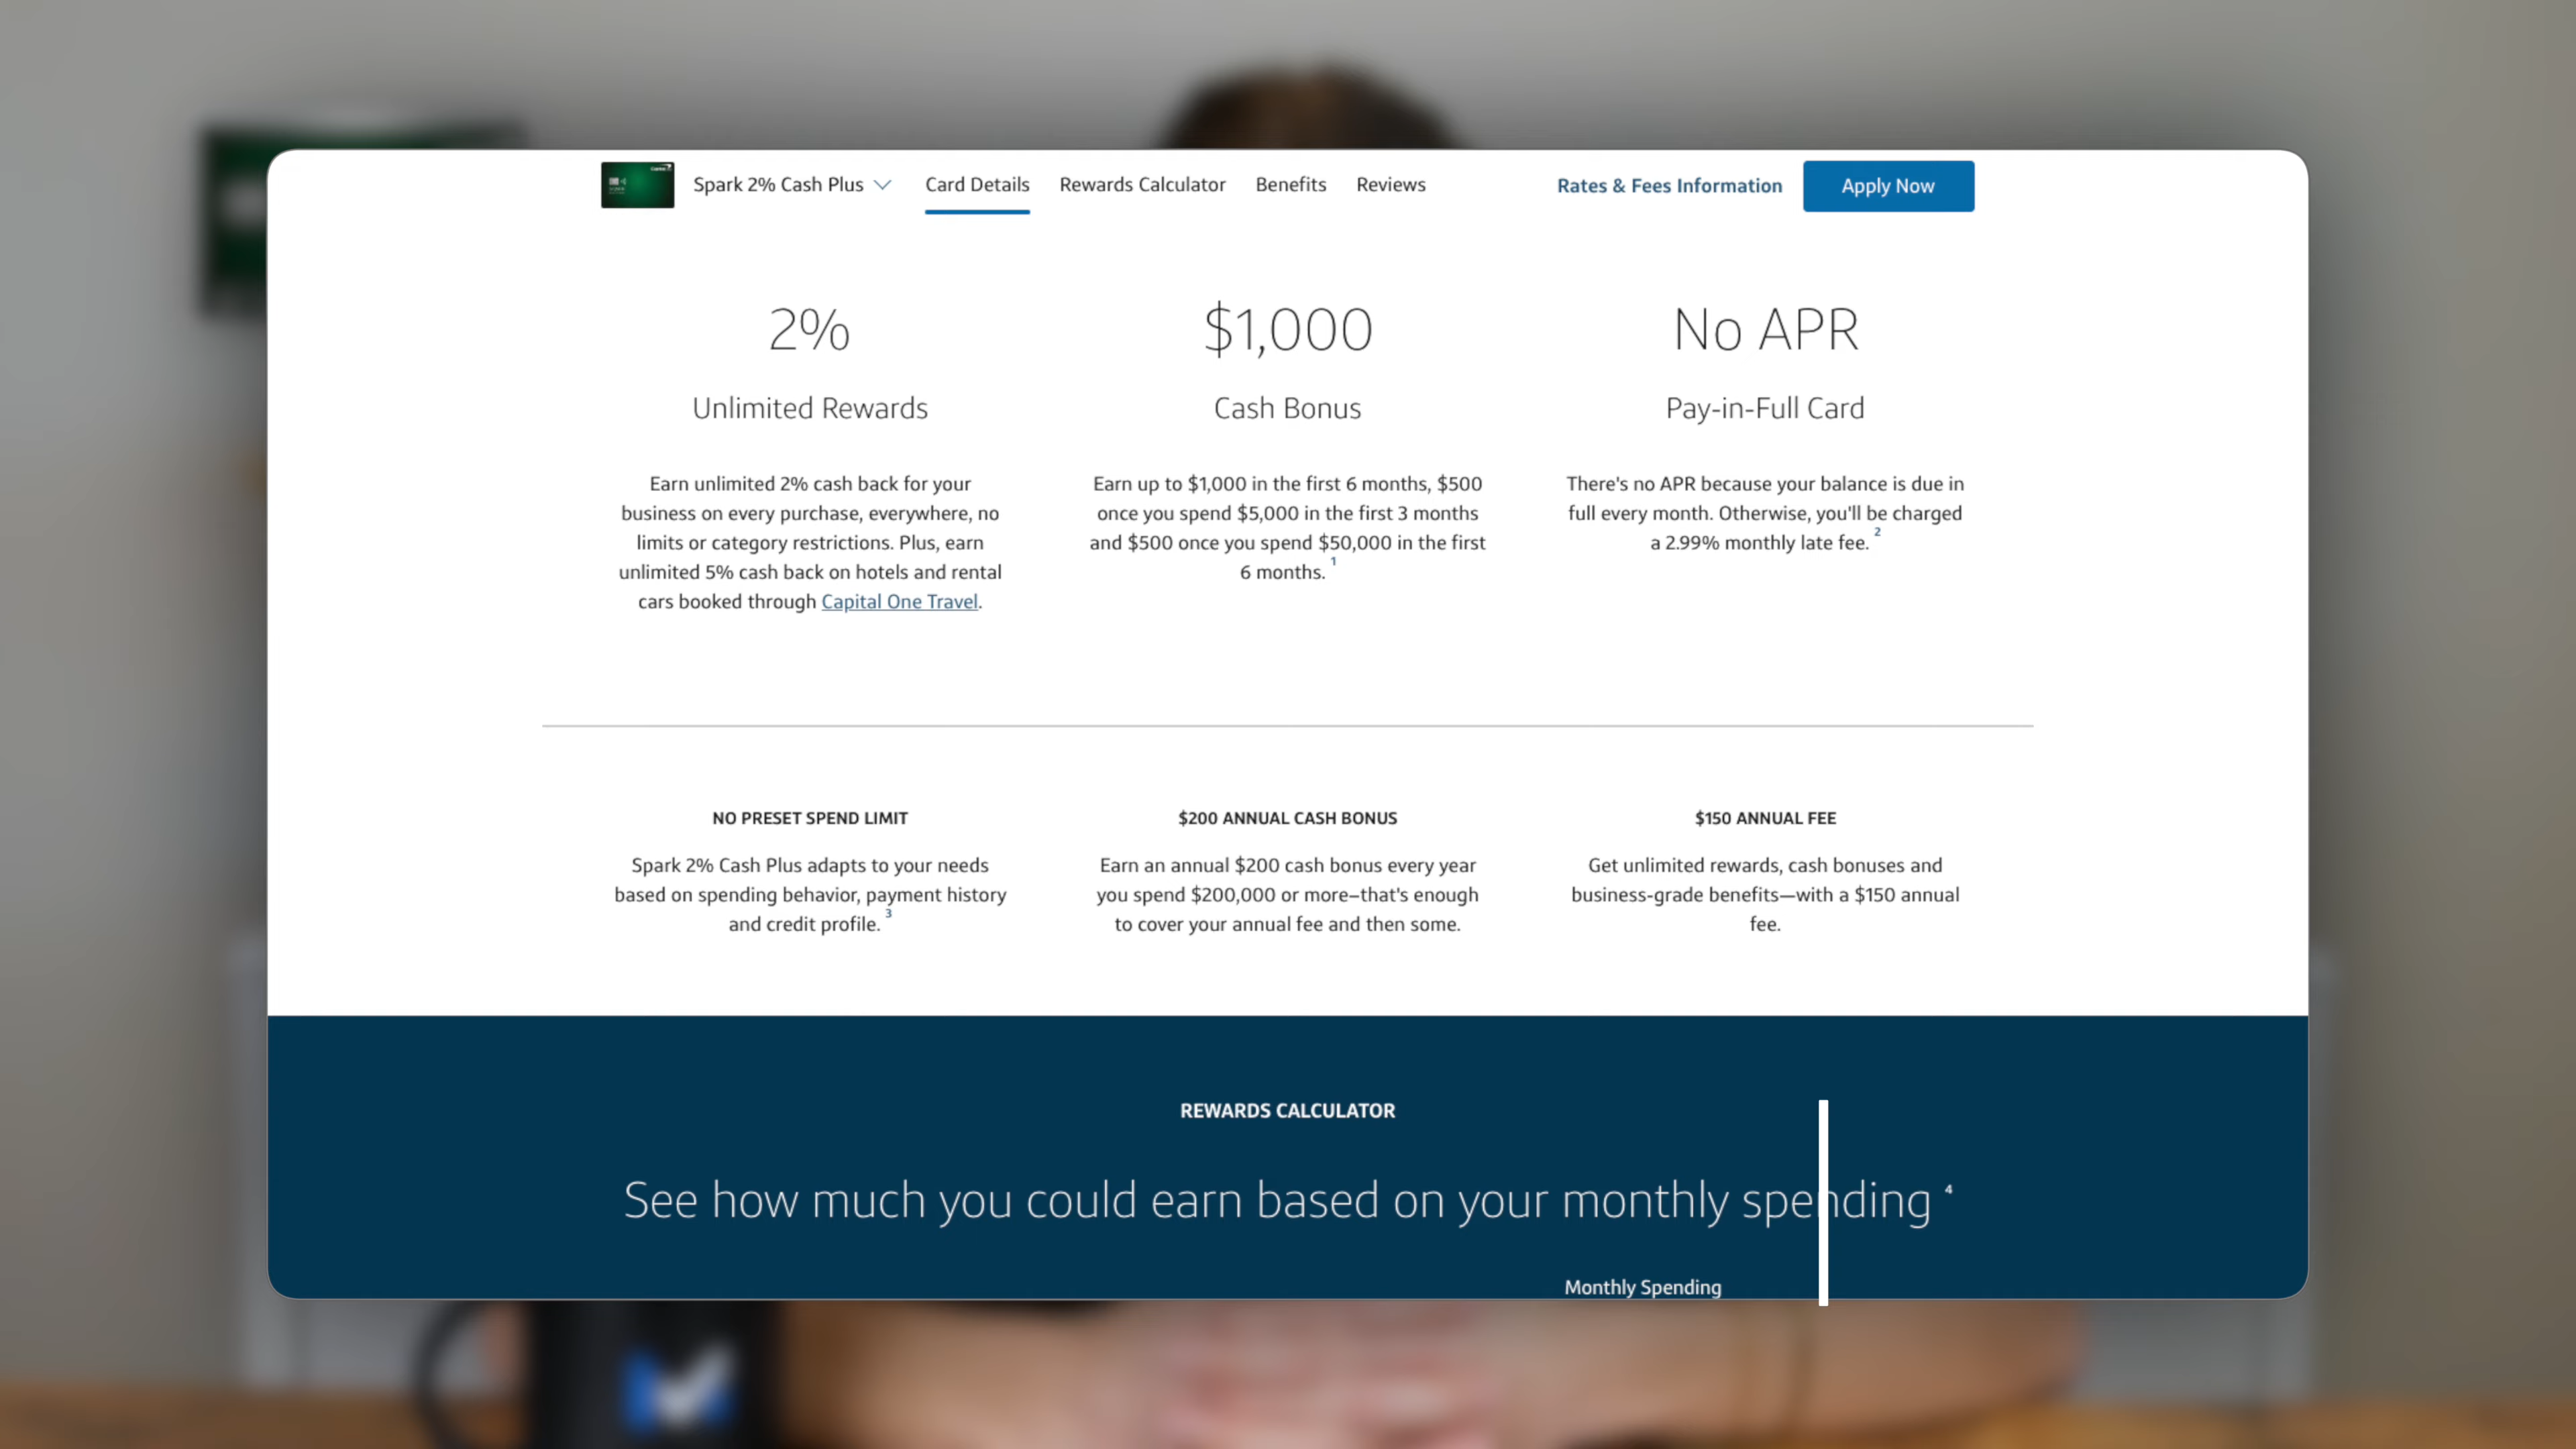 Spark 2% Cash Plus
Card Details
Rewards Calculator
Benefits
Reviews
Rates & Fees Information
Apply Now
2%
Unlimited Rewards
Earn unlimited 2% cash back for your
business on every purchase, everywhere, no
limits or category restrictions. Plus, earn
unlimited 5% cash back on hotels and rental
cars booked through Capital One Travel.
$1,000
Cash Bonus
Earn up to $1,000 in the first 6 months, $500
once you spend $5,000 in the first 3 months
and $500 once you spend $50,000 in the first
6 months. 1
No APR
Pay-in-Full Card
There's no APR because your balance is due in
full every month. Otherwise, you'll be charged
a 2.99% monthly late fee. 2
NO PRESET SPEND LIMIT
Spark 2% Cash Plus adapts to your needs
based on spending behavior, payment history
and credit profile. 3
$200 ANNUAL CASH BONUS
Earn an annual $200 cash bonus every year
you spend $200,000 or more–that's enough
to cover your annual fee and then some.
$150 ANNUAL FEE
Get unlimited rewards, cash bonuses and
business-grade benefits—with a $150 annual
fee.
REWARDS CALCULATOR
See how much you could earn based on your monthly spending 4
Monthly Spending